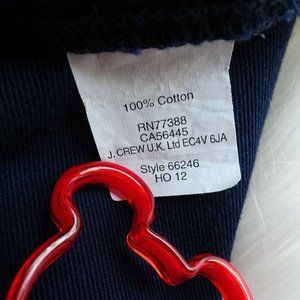 100% Cotton
RN77388
CA56445
J. CREW U.K. Ltd EC4V 6JA
Style 66246
HO 12